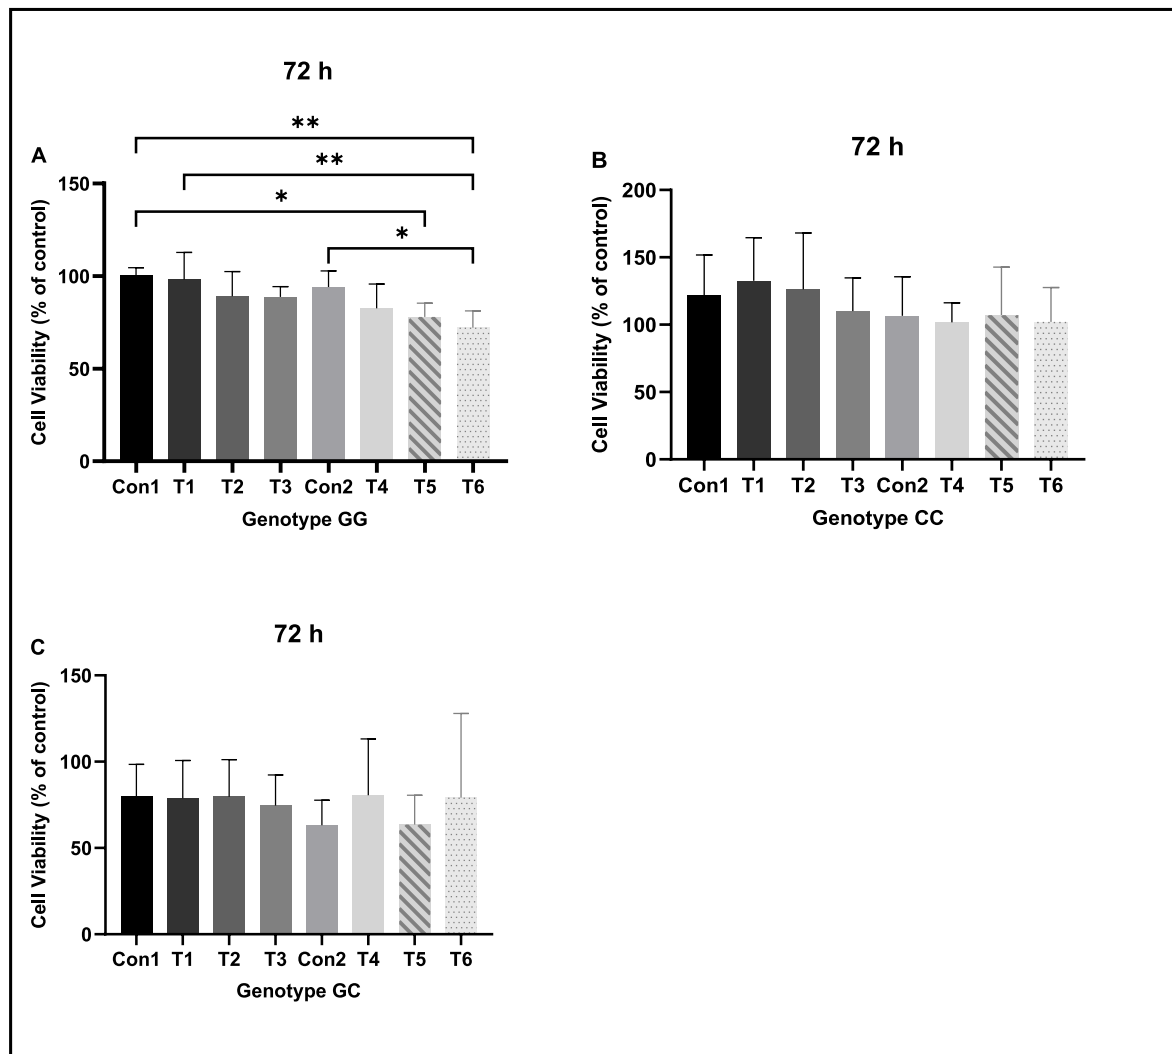 72 h
A
**
**
*
*
Cell Viability (% of control)
150
100
50
0
Con1 T1 T2 T3 Con2 T4 T5 T6
Genotype GG
72 h
B
Cell Viability (% of control)
200
150
100
50
0
Con1 T1 T2 T3 Con2 T4 T5 T6
Genotype CC
72 h
C
Cell Viability (% of control)
150
100
50
0
Con1 T1 T2 T3 Con2 T4 T5 T6
Genotype GC